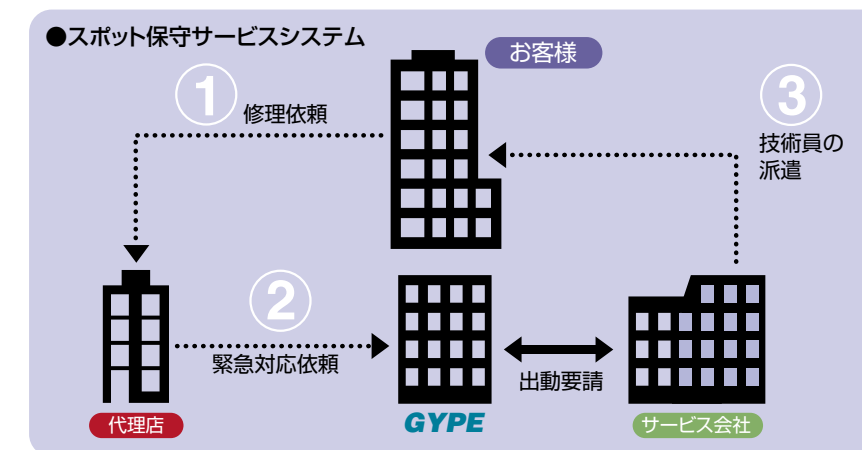 ●スポット保守サービスシステム
お客様
1
修理依頼
3
技術員の
派遣
2
緊急対応依頼
出動要請
代理店
GYPE
サービス会社